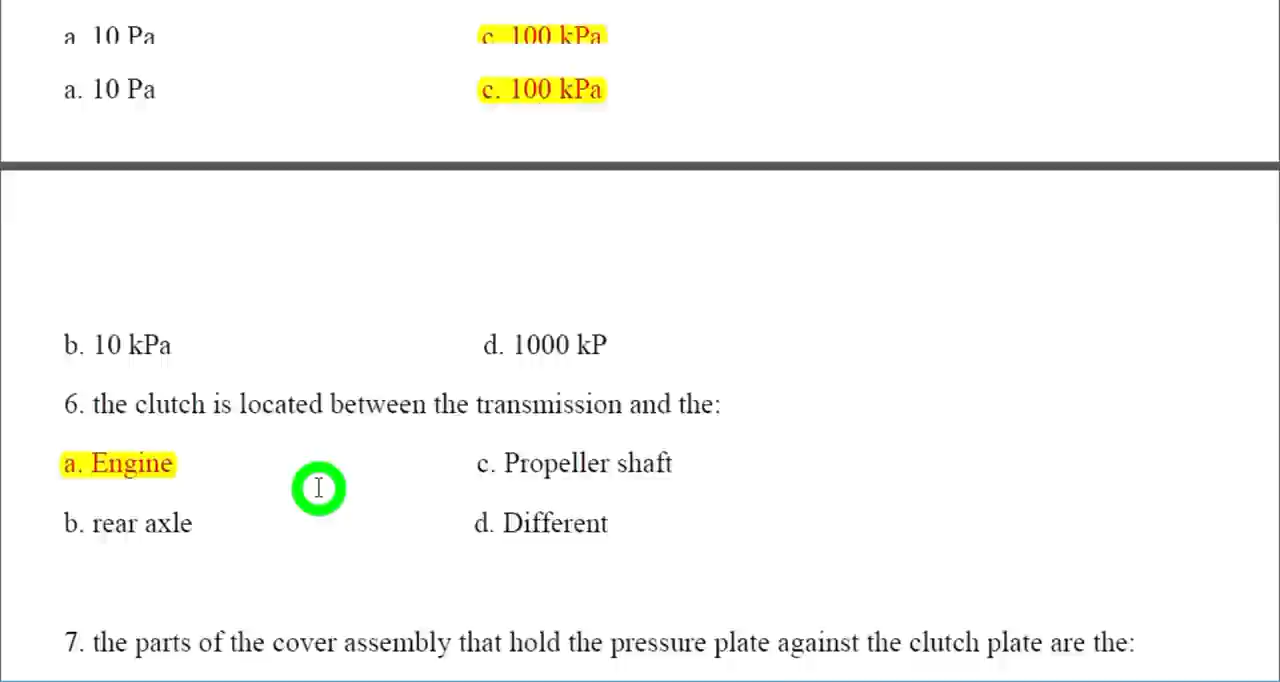 a 10 Pa c. 100 kPa
a. 10 Pa c. 100 kPa
b. 10 kPa d. 1000 kP
6. the clutch is located between the transmission and the:
a. Engine c. Propeller shaft
b. rear axle d. Different
7. the parts of the cover assembly that hold the pressure plate against the clutch plate are the: